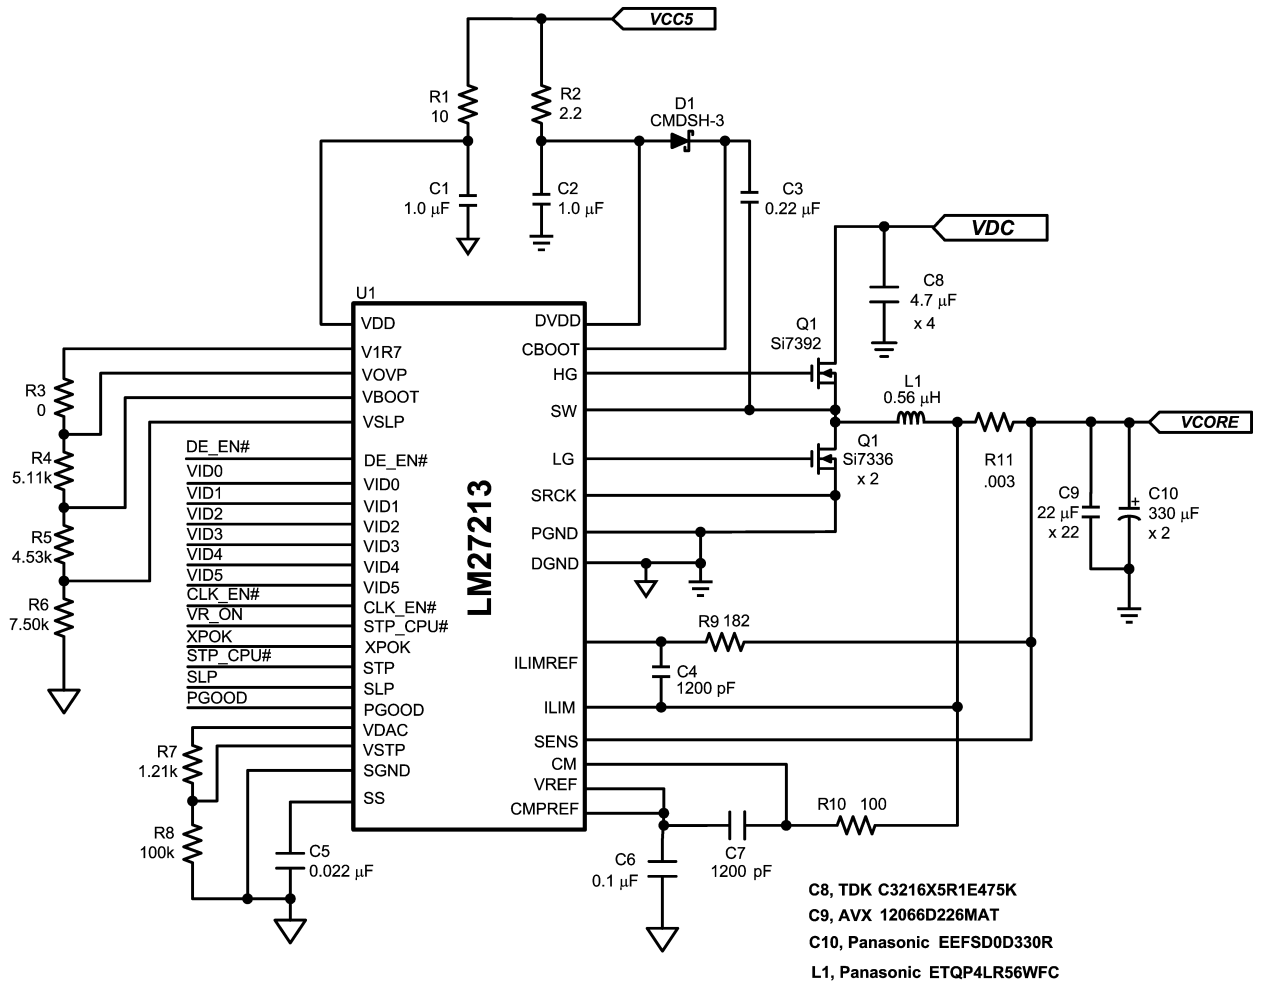 VCC5
R1
10
R2
2.2
D1
CMDSH-3
C1
1.0 µF
C2
1.0 µF
C3
0.22 µF
VDC
C8
4.7 µF
x 4
U1
Q1
Si7392
VDD
V1R7
VOVP
VBOOT
VSLP
DE_EN#
VID0
VID1
VID2
VID3
VID4
VID5
CLK_EN#
STP_CPU#
XPOK
STP
SLP
PGOOD
VDAC
VSTP
SGND
SS
LM27213
DVDD
CBOOT
HG
SW
LG
SRCK
PGND
DGND
ILIMREF
ILIM
SENS
CM
VREF
CMPREF
R3
0
R4
5.11k
R5
4.53k
R6
7.50k
DE_EN#
VID0
VID1
VID2
VID3
VID4
VID5
CLK_EN#
VR_ON
XPOK
STP_CPU#
SLP
PGOOD
R7
1.21k
R8
100k
C5
0.022 µF
L1
0.56 µH
VCORE
Q1
Si7336
x 2
R11
.003
C9
22 µF
x 22
+
C10
330 µF
x 2
R9 182
C4
1200 pF
R10 100
C6
0.1 µF
C7
1200 pF
C8, TDK C3216X5R1E475K
C9, AVX 12066D226MAT
C10, Panasonic EEFSD0D330R
L1, Panasonic ETQP4LR56WFC